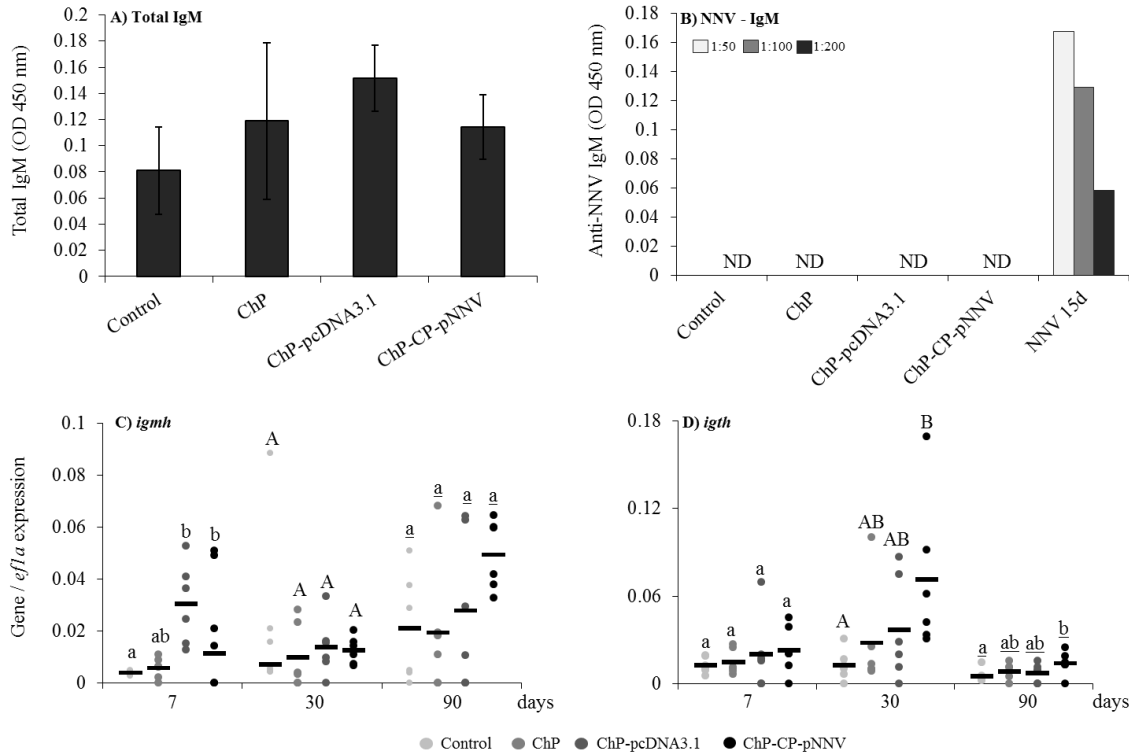 A) Total IgM
Total IgM (OD 450 nm)
0.2
0.18
0.16
0.14
0.12
0.1
0.08
0.06
0.04
0.02
0
Control
ChP
ChP-pcDNA3.1
ChP-CP-pNNV
B) NNV - IgM
1:50 1:100 1:200
Anti-NNV IgM (OD 450 nm)
0.18
0.16
0.14
0.12
0.1
0.08
0.06
0.04
0.02
0
ND ND ND ND
Control
ChP
ChP-pcDNA3.1
ChP-CP-pNNV
NNV 15d
C) igmh
Gene / ef1a expression
0.1
0.08
0.06
0.04
0.02
0
a ab b b
A A A A
a a a a
7 30 90 days
D) igth
0.18
0.12
0.06
0
a a a a
A AB AB B
a ab ab b
7 30 90 days
Control ChP ChP-pcDNA3.1 ChP-CP-pNNV